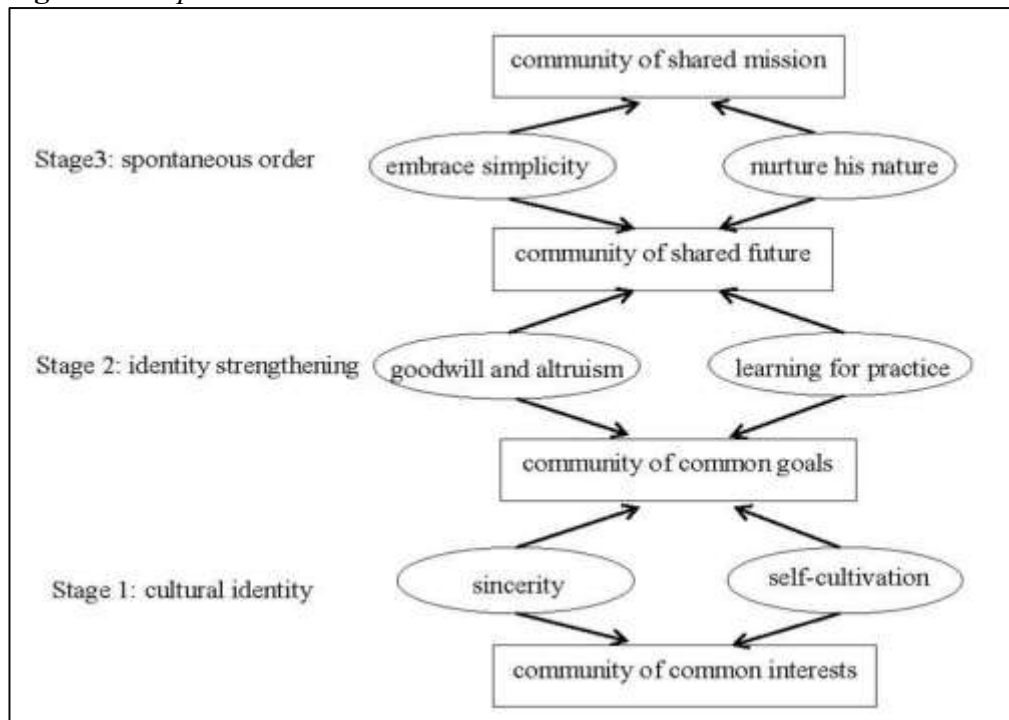 community of shared mission
Stage3: spontaneous order
embrace simplicity
nurture his nature
community of shared future
Stage 2: identity strengthening
goodwill and altruism
learning for practice
community of common goals
Stage 1: cultural identity
sincerity
self-cultivation
community of common interests